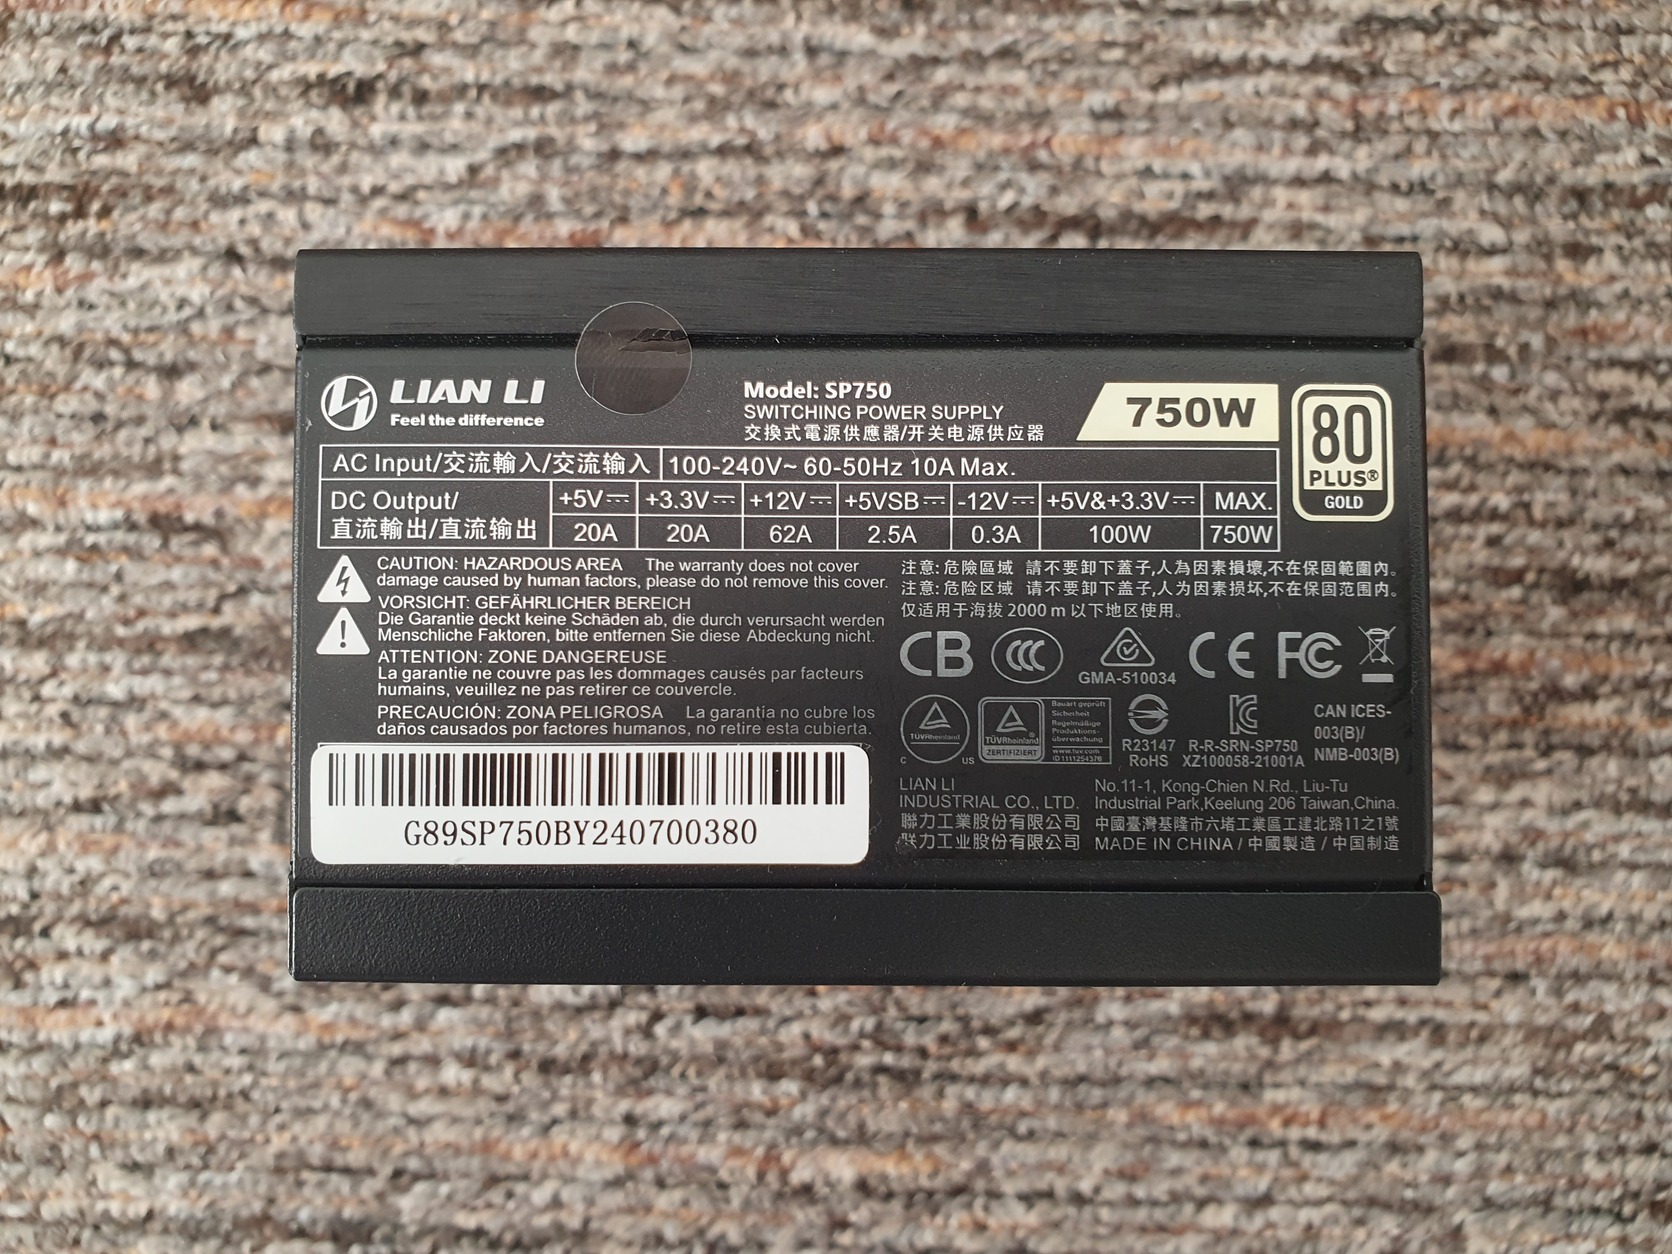 LIAN LI
Feel the difference
Model: SP750
SWITCHING POWER SUPPLY
交換式電源供應器/开关电源供应器
750W
80
PLUS®
GOLD
AC Input/交流輸入/交流输入 100-240V~ 60-50Hz 10A Max.
DC Output/
直流輸出/直流输出
+5V⎓ +3.3V⎓ +12V⎓ +5VSB⎓ -12V⎓ +5V&+3.3V⎓ MAX.
20A 20A 62A 2.5A 0.3A 100W 750W
CAUTION: HAZARDOUS AREA The warranty does not cover
damage caused by human factors, please do not remove this cover.
VORSICHT: GEFÄHRLICHER BEREICH
Die Garantie deckt keine Schäden ab, die durch verursacht werden
Menschliche Faktoren, bitte entfernen Sie diese Abdeckung nicht.
ATTENTION: ZONE DANGEREUSE
La garantie ne couvre pas les dommages causés par facteurs
humains, veuillez ne pas retirer ce couvercle.
PRECAUCIÓN: ZONA PELIGROSA La garantía no cubre los
daños causados por factores humanos, no retire esta cubierta.
G89SP750BY240700380
注意: 危險區域 請不要卸下蓋子,人為因素損壞,不在保固範圍內。
注意: 危险区域 请不要卸下盖子,人为因素损坏,不在保固范围内。
仅适用于海拔 2000 m 以下地区使用。
CB
CCC
GMA-510034
CE
FC
TÜVRheinland
C US
TÜVRheinland
ZERTIFIZIERT
Bauart geprüft
Sicherheit
Regelmäßige
Produktions-
überwachung
www.tuv.com
ID 1111254376
R23147
RoHS
R-R-SRN-SP750
XZ100058-21001A
CAN ICES-
003(B)/
NMB-003(B)
LIAN LI
INDUSTRIAL CO., LTD.
聯力工業股份有限公司
联力工业股份有限公司
No.11-1, Kong-Chien N.Rd., Liu-Tu
Industrial Park,Keelung 206 Taiwan,China.
中國臺灣基隆市六堵工業區工建北路11之1號
MADE IN CHINA / 中國製造 / 中国制造